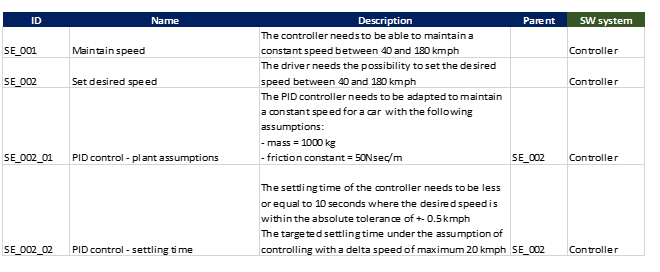 ID Name Description Parent SW system
The controller needs to be able to maintain a
SE_001 Maintain speed constant speed between 40 and 180 kmph Controller
The driver needs the possibility to set the desired
SE_002 Set desired speed speed between 40 and 180 kmph Controller
The PID controller needs to be adapted to maintain
a constant speed for a car with the following
assumptions:
- mass = 1000 kg
SE_002_01 PID control - plant assumptions - friction constant = 50Nsec/m SE_002 Controller
The settling time of the controller needs to be less
or equal to 10 seconds where the desired speed is
within the absolute tolerance of +- 0.5 kmph
The targeted settling time under the assumption of
SE_002_02 PID control - settling time controlling with a delta speed of maximum 20 kmph SE_002 Controller